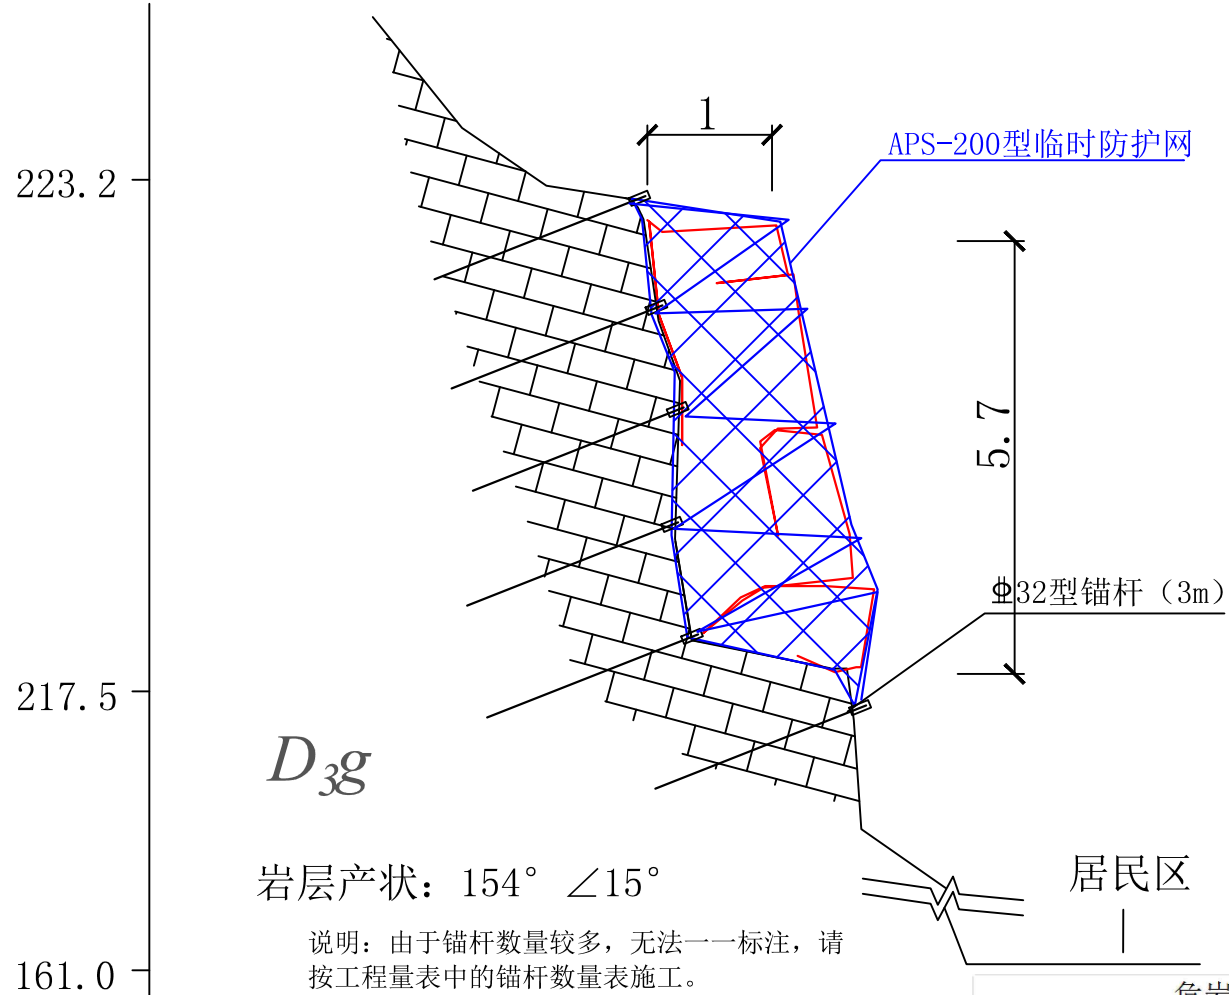 1
APS-200型临时防护网
223.2
5.7
ⲫ32型锚杆（3m）
217.5
D₃g
岩层产状：154° ∠15°
居民区
说明：由于锚杆数量较多，无法一一标注，请
按工程量表中的锚杆数量表施工。
161.0